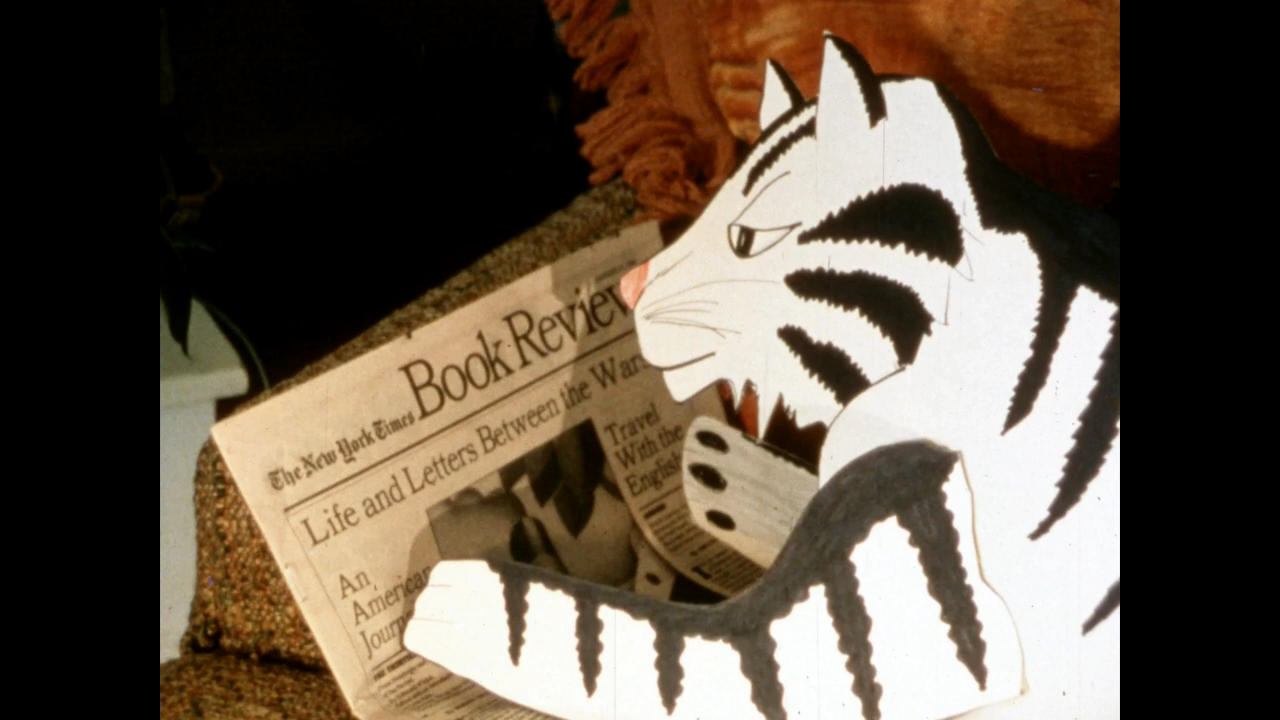 The New York Times Book Review
Life and Letters Between the Wars
Travel
With the
English
An
American
Journ